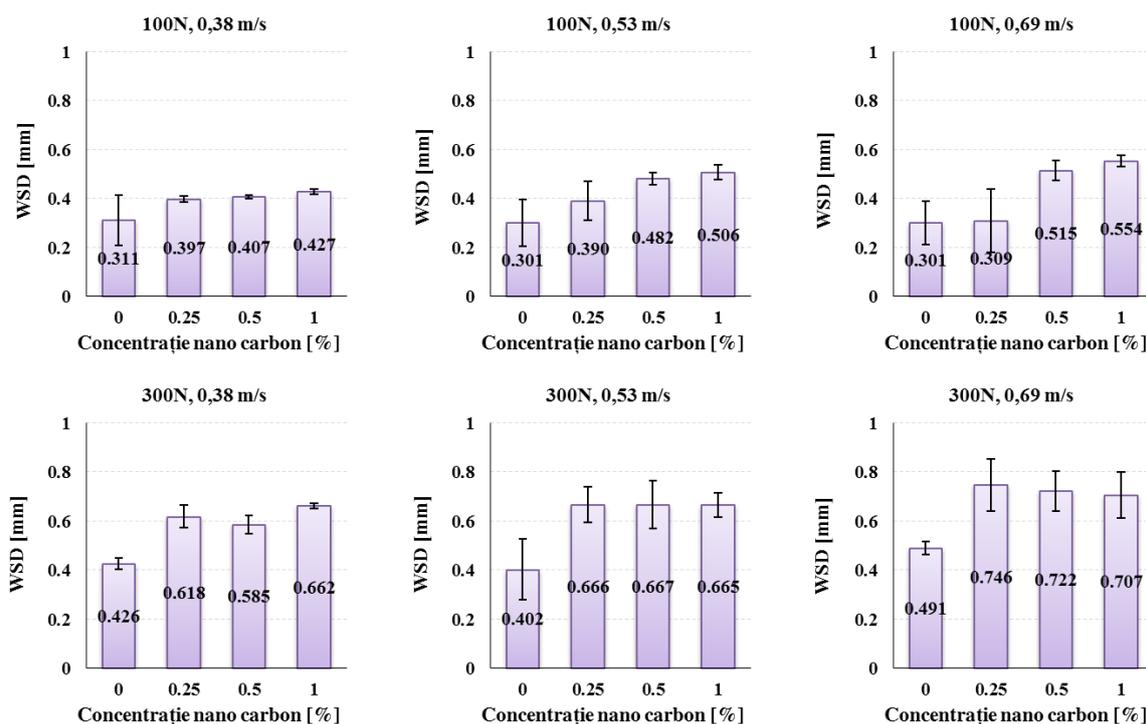 100N, 0,38 m/s
WSD [mm]
1
0.8
0.6
0.4
0.2
0
0.311
0.397
0.407
0.427
0 0.25 0.5 1
Concentrație nano carbon [%]
100N, 0,53 m/s
WSD [mm]
1
0.8
0.6
0.4
0.2
0
0.301
0.390
0.482
0.506
0 0.25 0.5 1
Concentrație nano carbon [%]
100N, 0,69 m/s
WSD [mm]
1
0.8
0.6
0.4
0.2
0
0.301
0.309
0.515
0.554
0 0.25 0.5 1
Concentrație nano carbon [%]
300N, 0,38 m/s
WSD [mm]
1
0.8
0.6
0.4
0.2
0
0.426
0.618
0.585
0.662
0 0.25 0.5 1
Concentrație nano carbon [%]
300N, 0,53 m/s
WSD [mm]
1
0.8
0.6
0.4
0.2
0
0.402
0.666
0.667
0.665
0 0.25 0.5 1
Concentrație nano carbon [%]
300N, 0,69 m/s
WSD [mm]
1
0.8
0.6
0.4
0.2
0
0.491
0.746
0.722
0.707
0 0.25 0.5 1
Concentrație nano carbon [%]